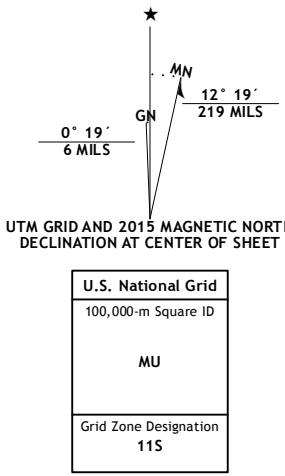 MN
GN
12° 19´
219 MILS
0° 19´
6 MILS
UTM GRID AND 2015 MAGNETIC NORTH
DECLINATION AT CENTER OF SHEET
U.S. National Grid
100,000-m Square ID
MU
Grid Zone Designation
11S